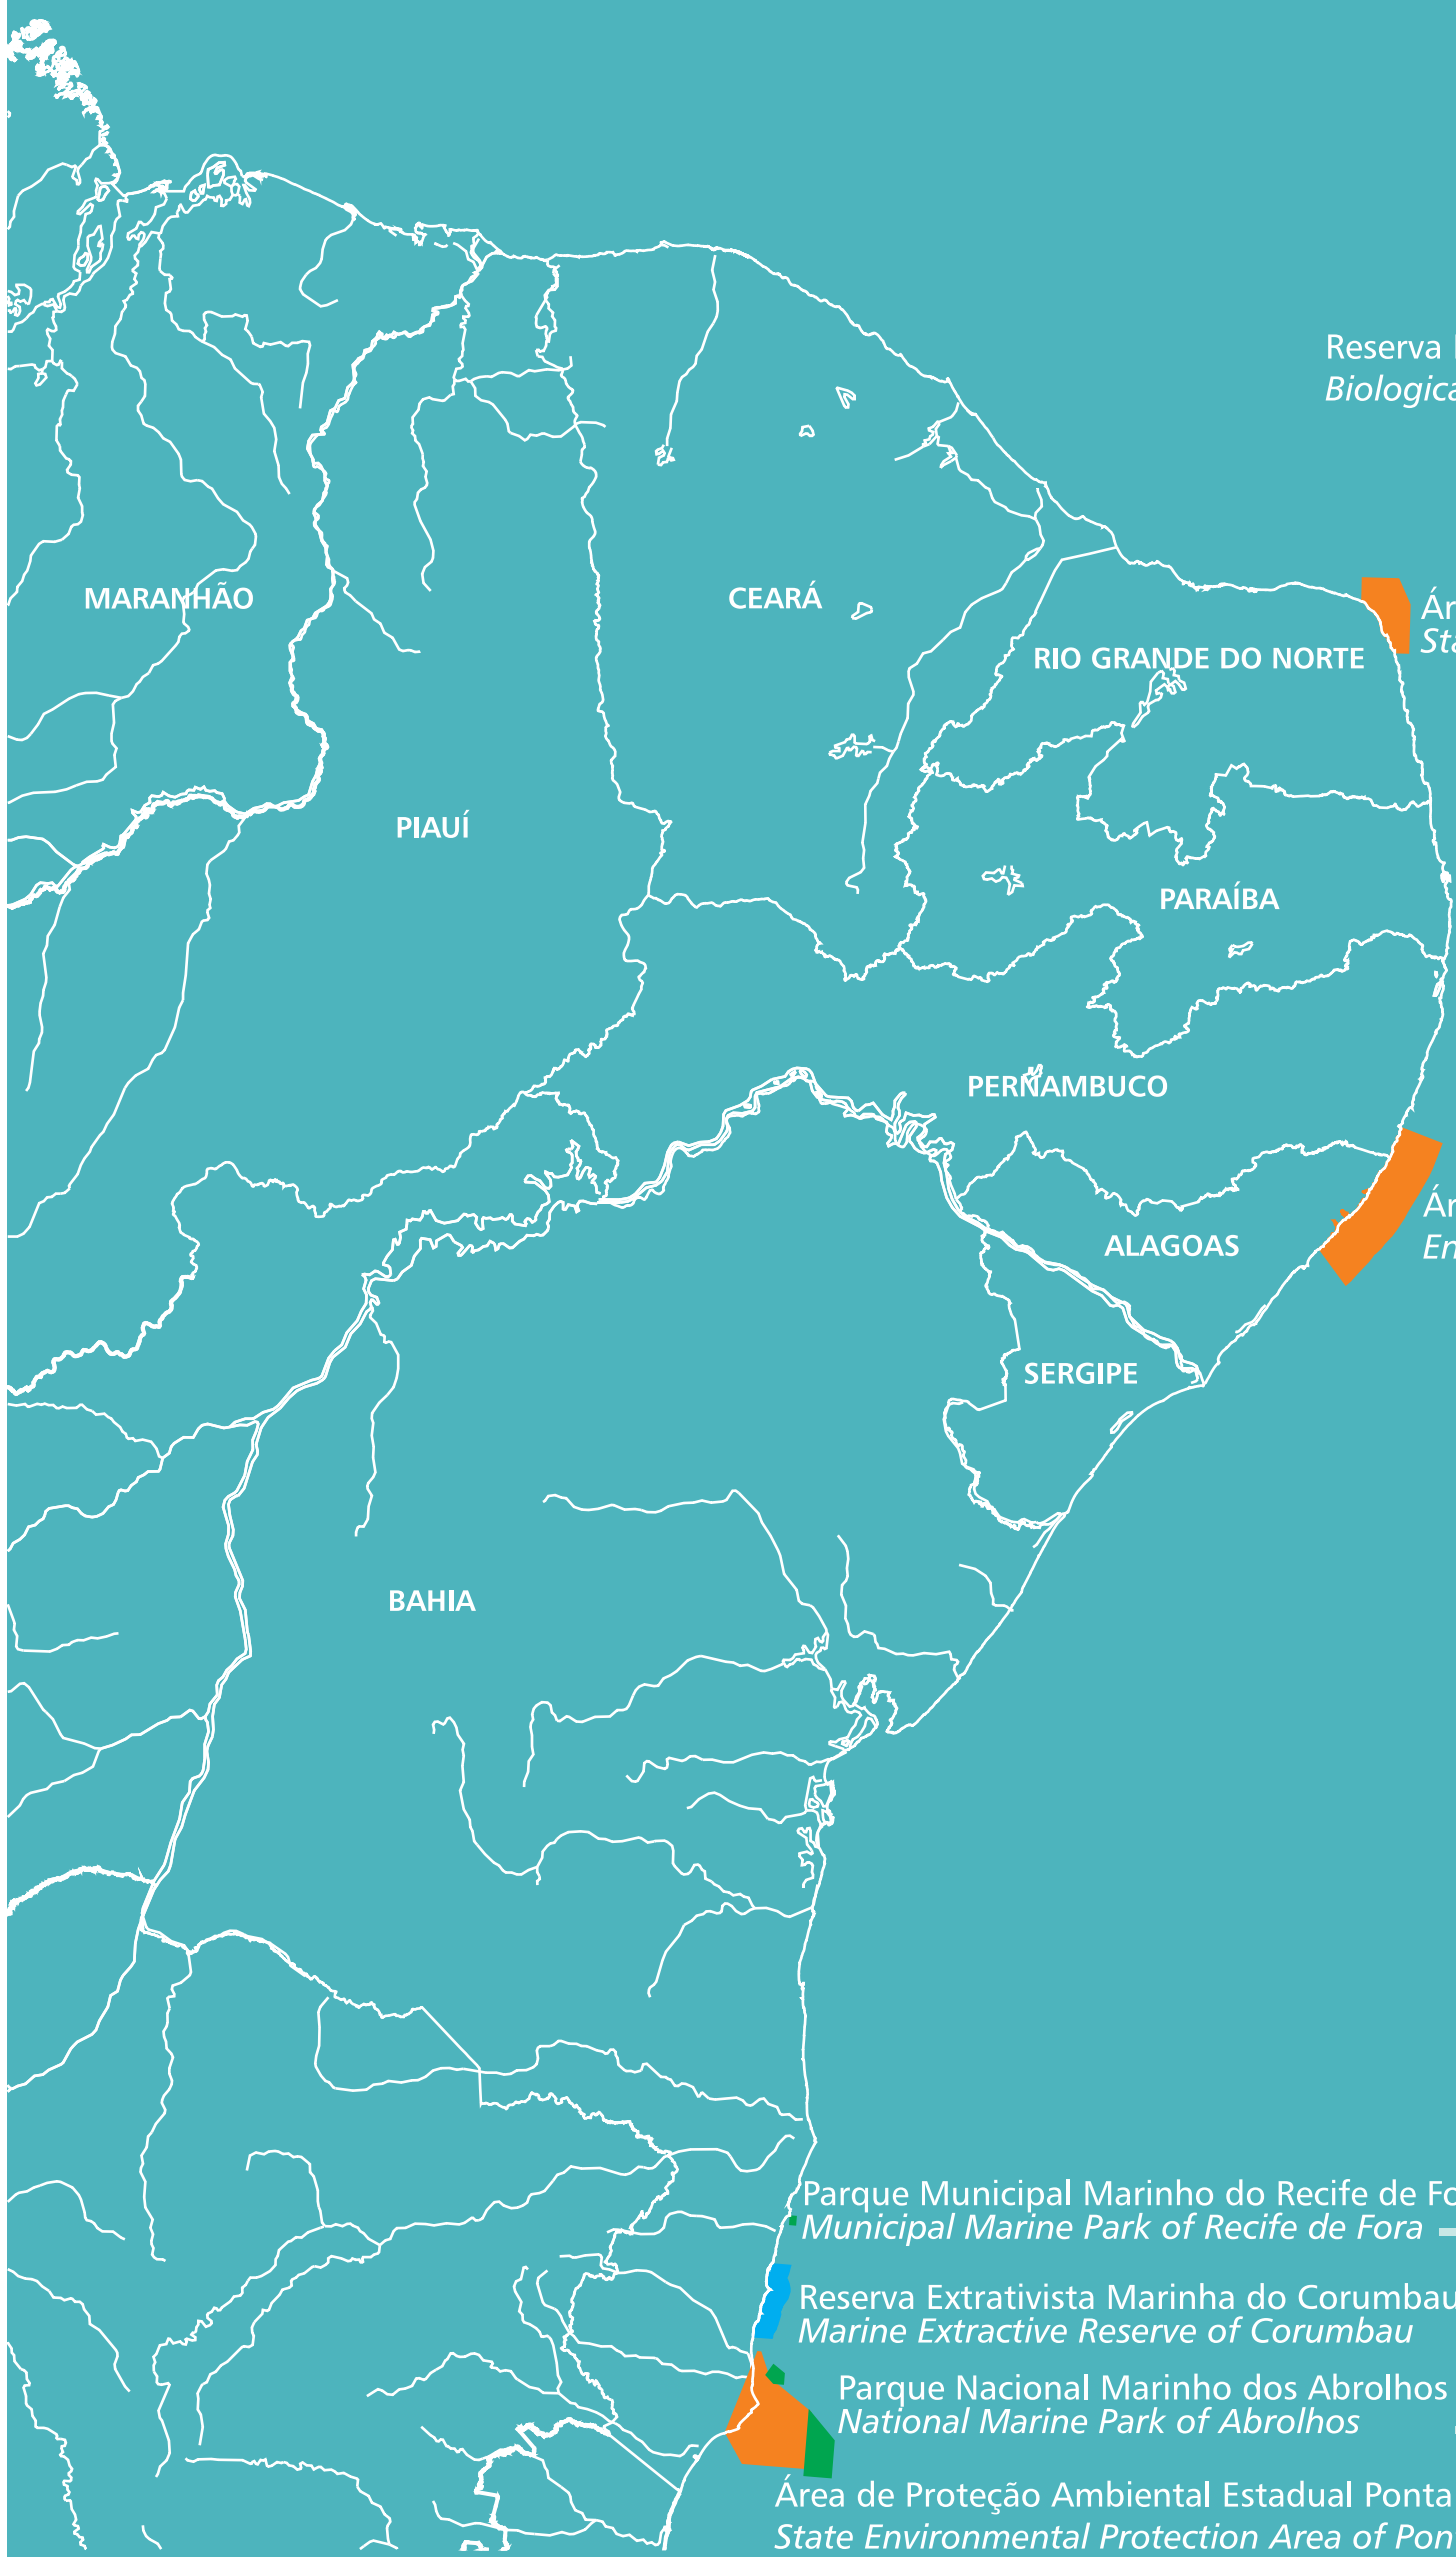 Reserva
Biologica
MARANHÃO
CEARÁ
RIO GRANDE DO NORTE
PIAUÍ
PARAÍBA
PERNAMBUCO
ALAGOAS
SERGIPE
BAHIA
Parque Municipal Marinho do Recife de
Municipal Marine Park of Recife de Fora
Reserva Extrativista Marinha do Corumbau
Marine Extractive Reserve of Corumbau
Parque Nacional Marinho dos Abrolhos
National Marine Park of Abrolhos
Área de Proteção Ambiental Estadual Ponta
State Environmental Protection Area of Pon